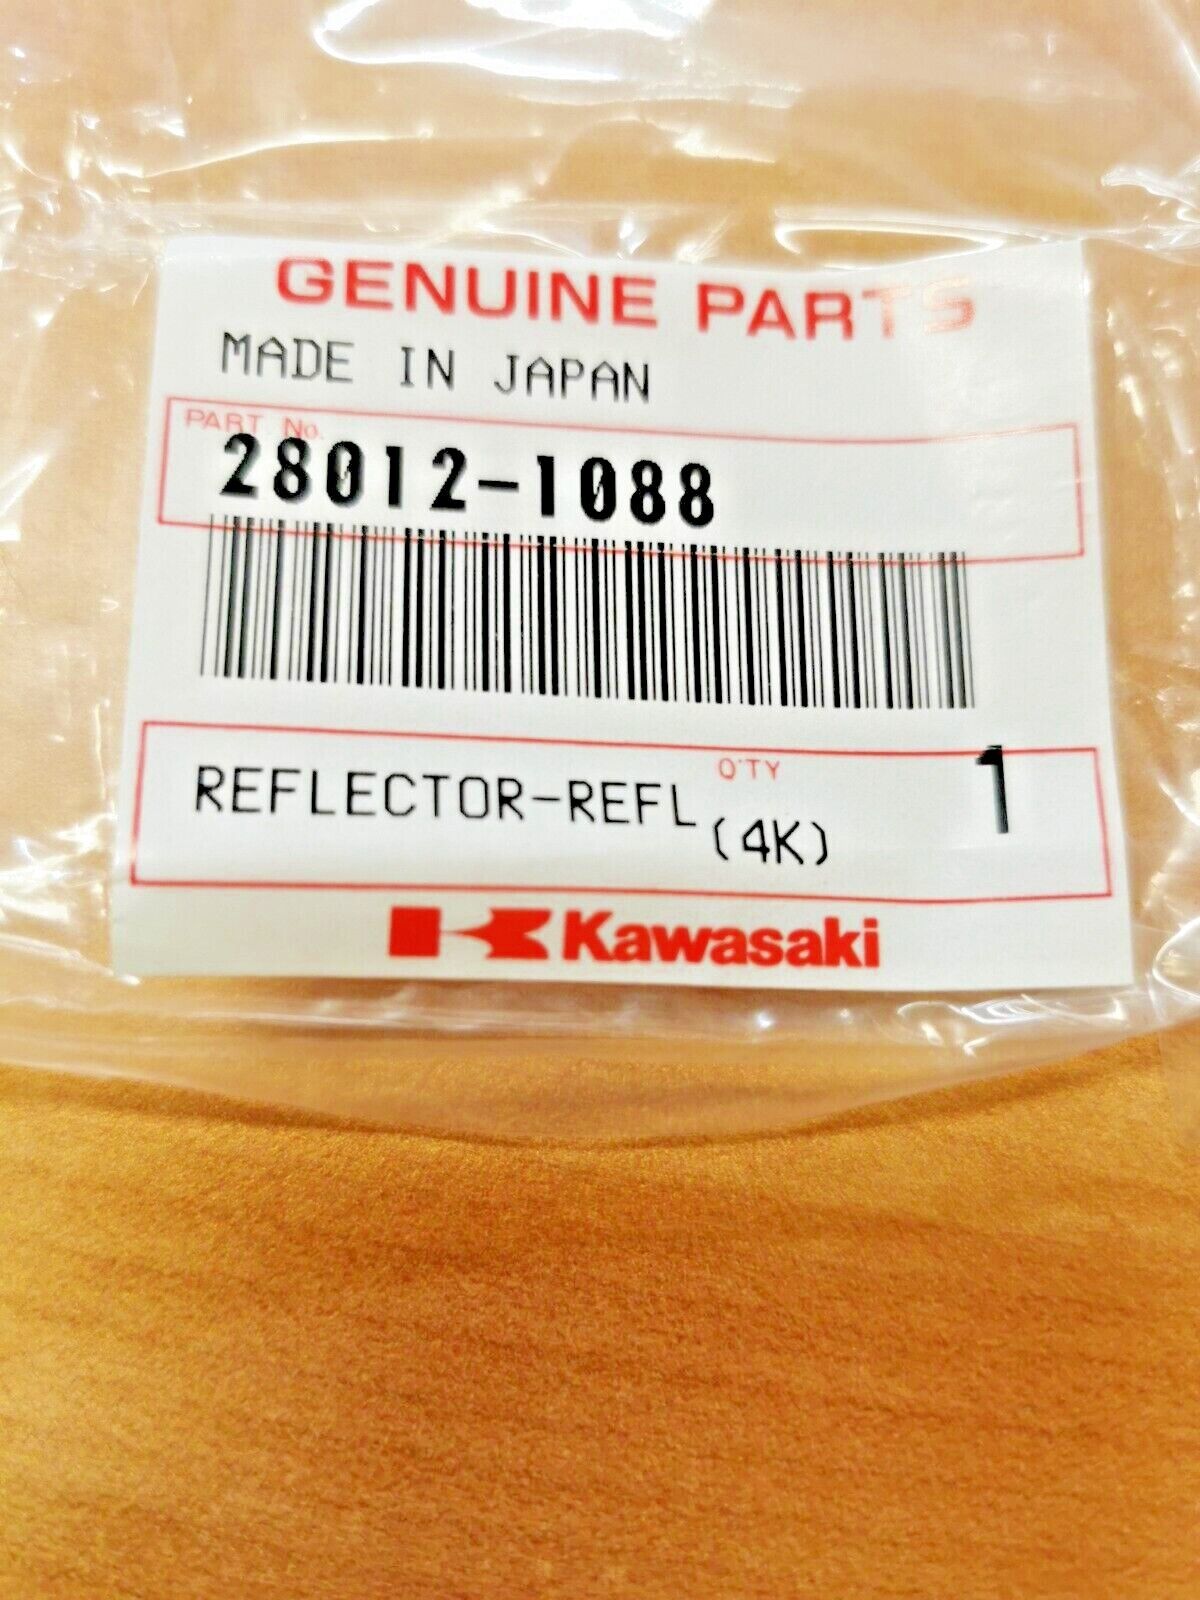 GENUINE PARTS
MADE IN JAPAN
PART No.
28012-1088
REFLECTOR-REFL
Q'TY
1
(4K)
Kawasaki